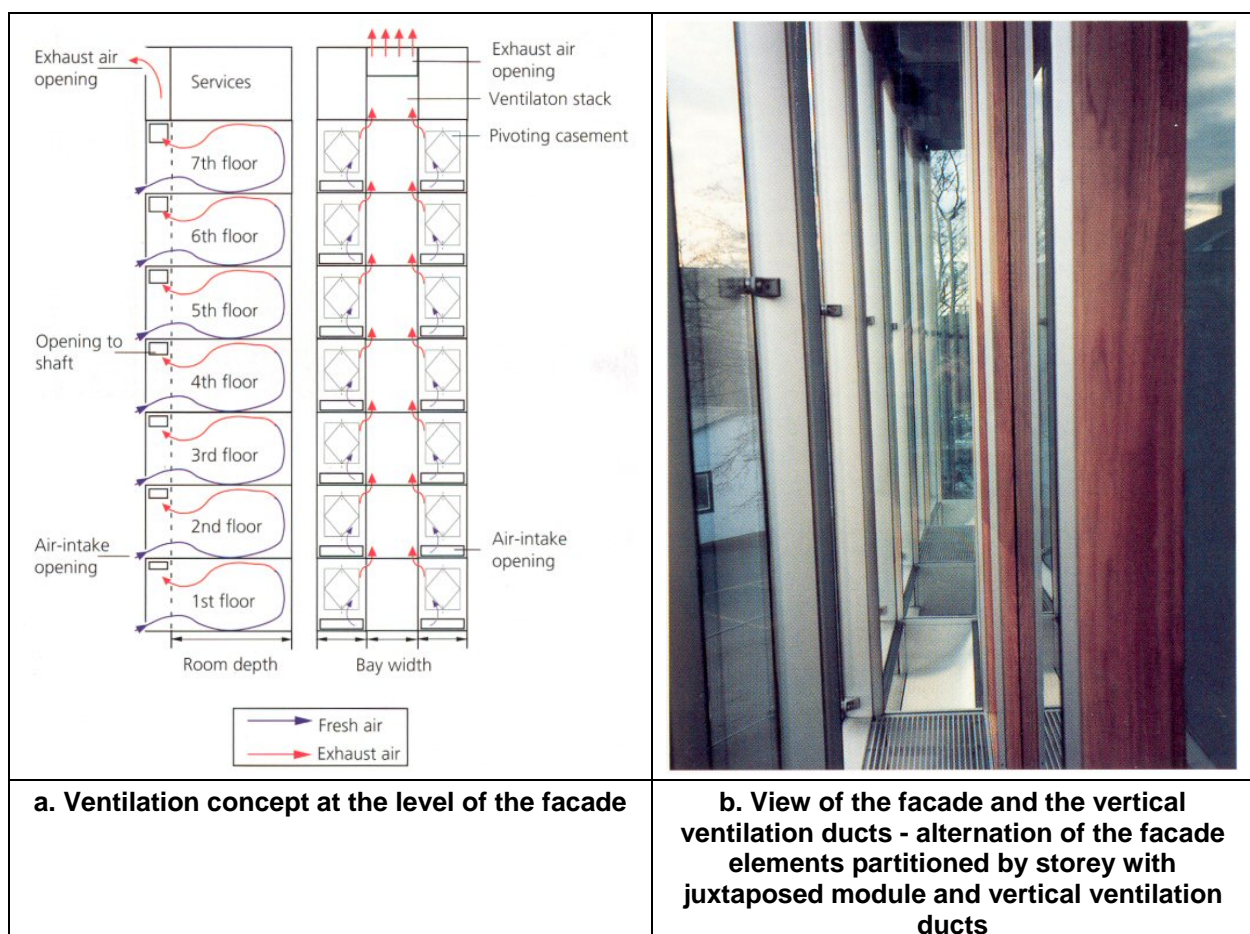 Exhaust air
opening
Services
7th floor
6th floor
5th floor
Opening to
shaft
4th floor
3rd floor
2nd floor
Air-intake
opening
1st floor
Room depth
Exhaust air
opening
Ventilaton stack
Pivoting casement
Air-intake
opening
Bay width
Fresh air
Exhaust air
a. Ventilation concept at the level of the facade
b. View of the facade and the vertical
ventilation ducts - alternation of the facade
elements partitioned by storey with
juxtaposed module and vertical ventilation
ducts